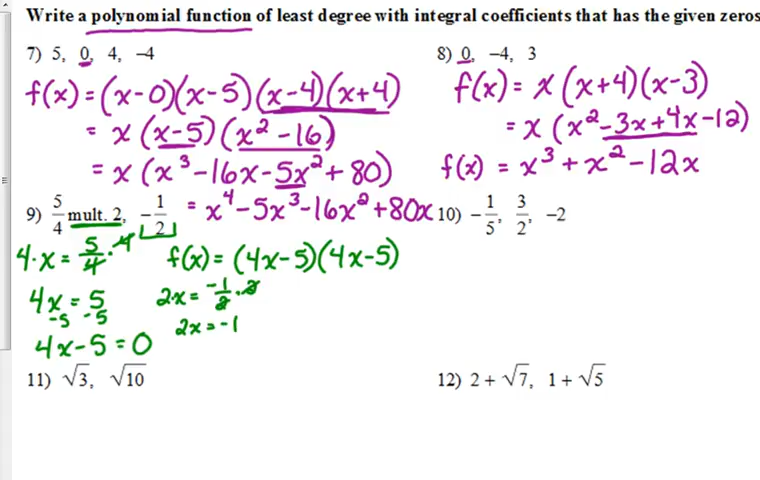 Write a polynomial function of least degree with integral coefficients that has the given zeros
7) 5, 0, 4, -4
f(x) = (x-0)(x-5)(x-4)(x+4)
= x(x-5)(x² - 16)
= x(x³ - 16x - 5x² + 80)
= x⁴ - 5x³ - 16x² + 80x
8) 0, -4, 3
f(x) = x(x+4)(x-3)
= x(x² - 3x + 4x - 12)
f(x) = x³ + x² - 12x
9) 5/4 mult. 2, -1/2
4·x = 5/4 · 4
4x = 5
-5 -5
4x - 5 = 0
f(x) = (4x-5)(4x-5)
2·x = -1/2 · 2
2x = -1
10) -1/5, 3/2, -2
11) √3, √10
12) 2 + √7, 1 + √5